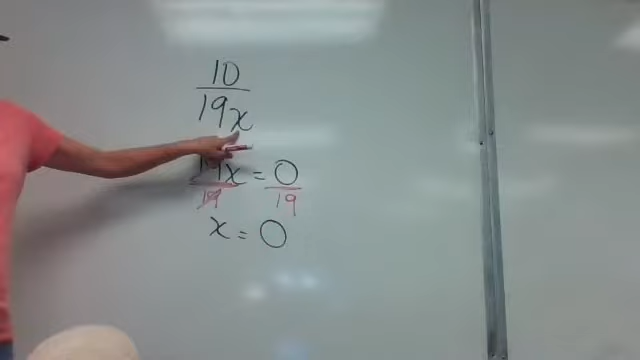 10
19x
19x = 0
19 19
x = 0